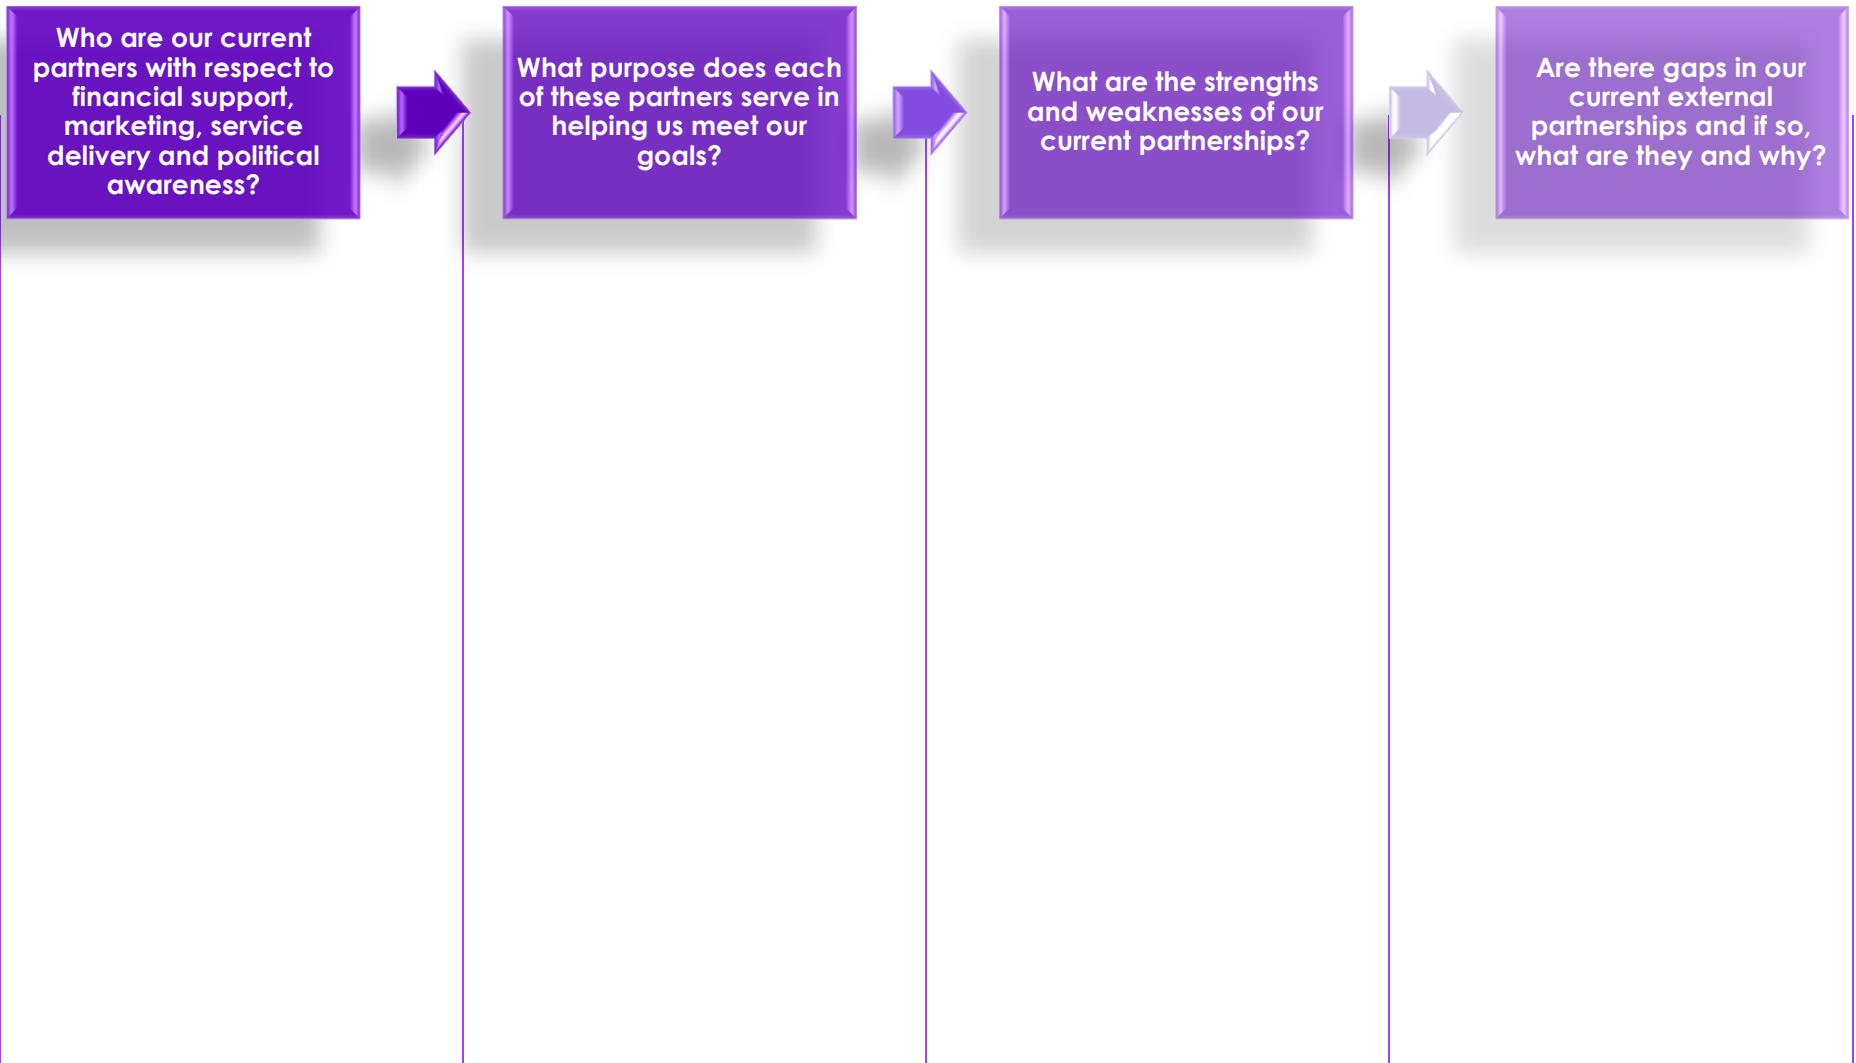 Who are our current
partners with respect to
financial support,
marketing, service
delivery and political
awareness?
What purpose does each
of these partners serve in
helping us meet our
goals?
What are the strengths
and weaknesses of our
current partnerships?
Are there gaps in our
current external
partnerships and if so,
what are they and why?